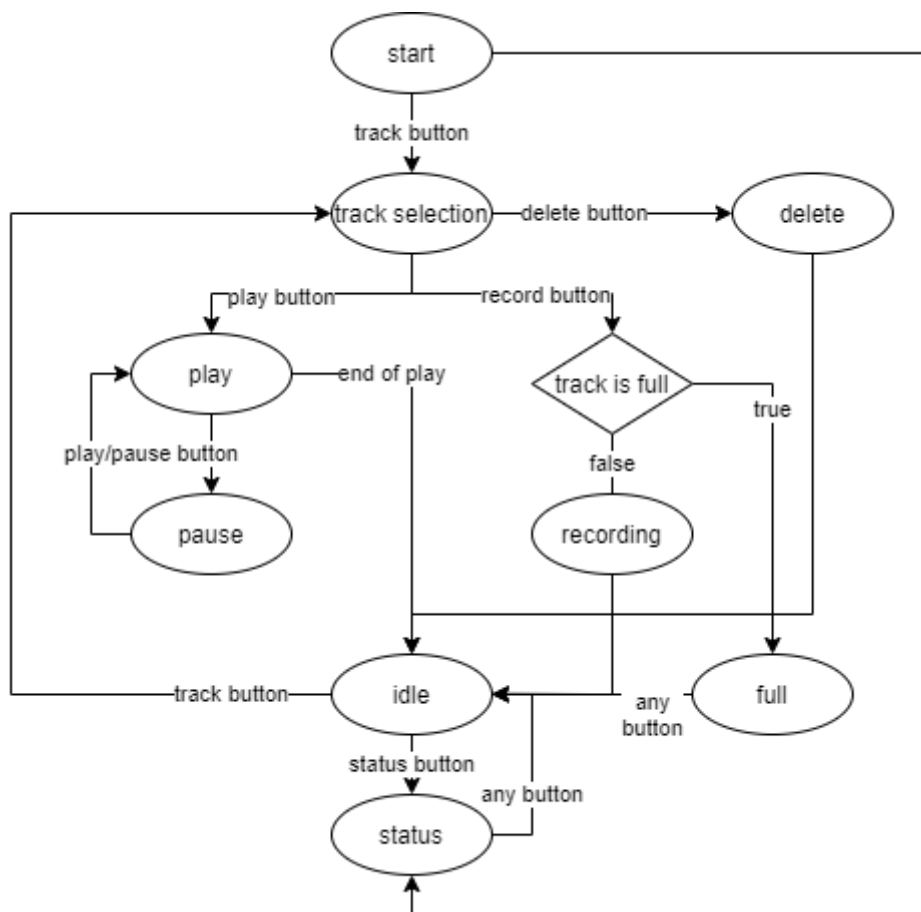 start
track button
track selection
delete button
delete
play button
record button
play
end of play
track is full
true
play/pause button
false
pause
recording
track button
idle
any
button
full
status button
any button
status